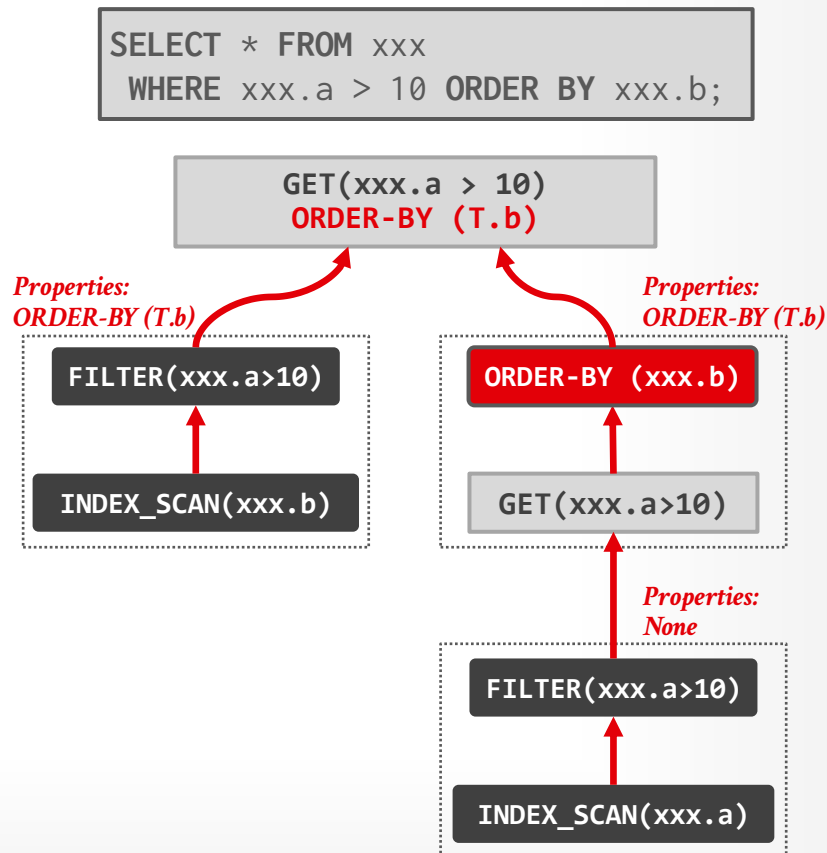 SELECT * FROM xxx
WHERE xxx.a > 10 ORDER BY xxx.b;
GET(xxx.a > 10)
ORDER-BY (T.b)
Properties:
ORDER-BY (T.b)
FILTER(xxx.a>10)
INDEX_SCAN(xxx.b)
Properties:
ORDER-BY (T.b)
ORDER-BY (xxx.b)
GET(xxx.a>10)
Properties:
None
FILTER(xxx.a>10)
INDEX_SCAN(xxx.a)